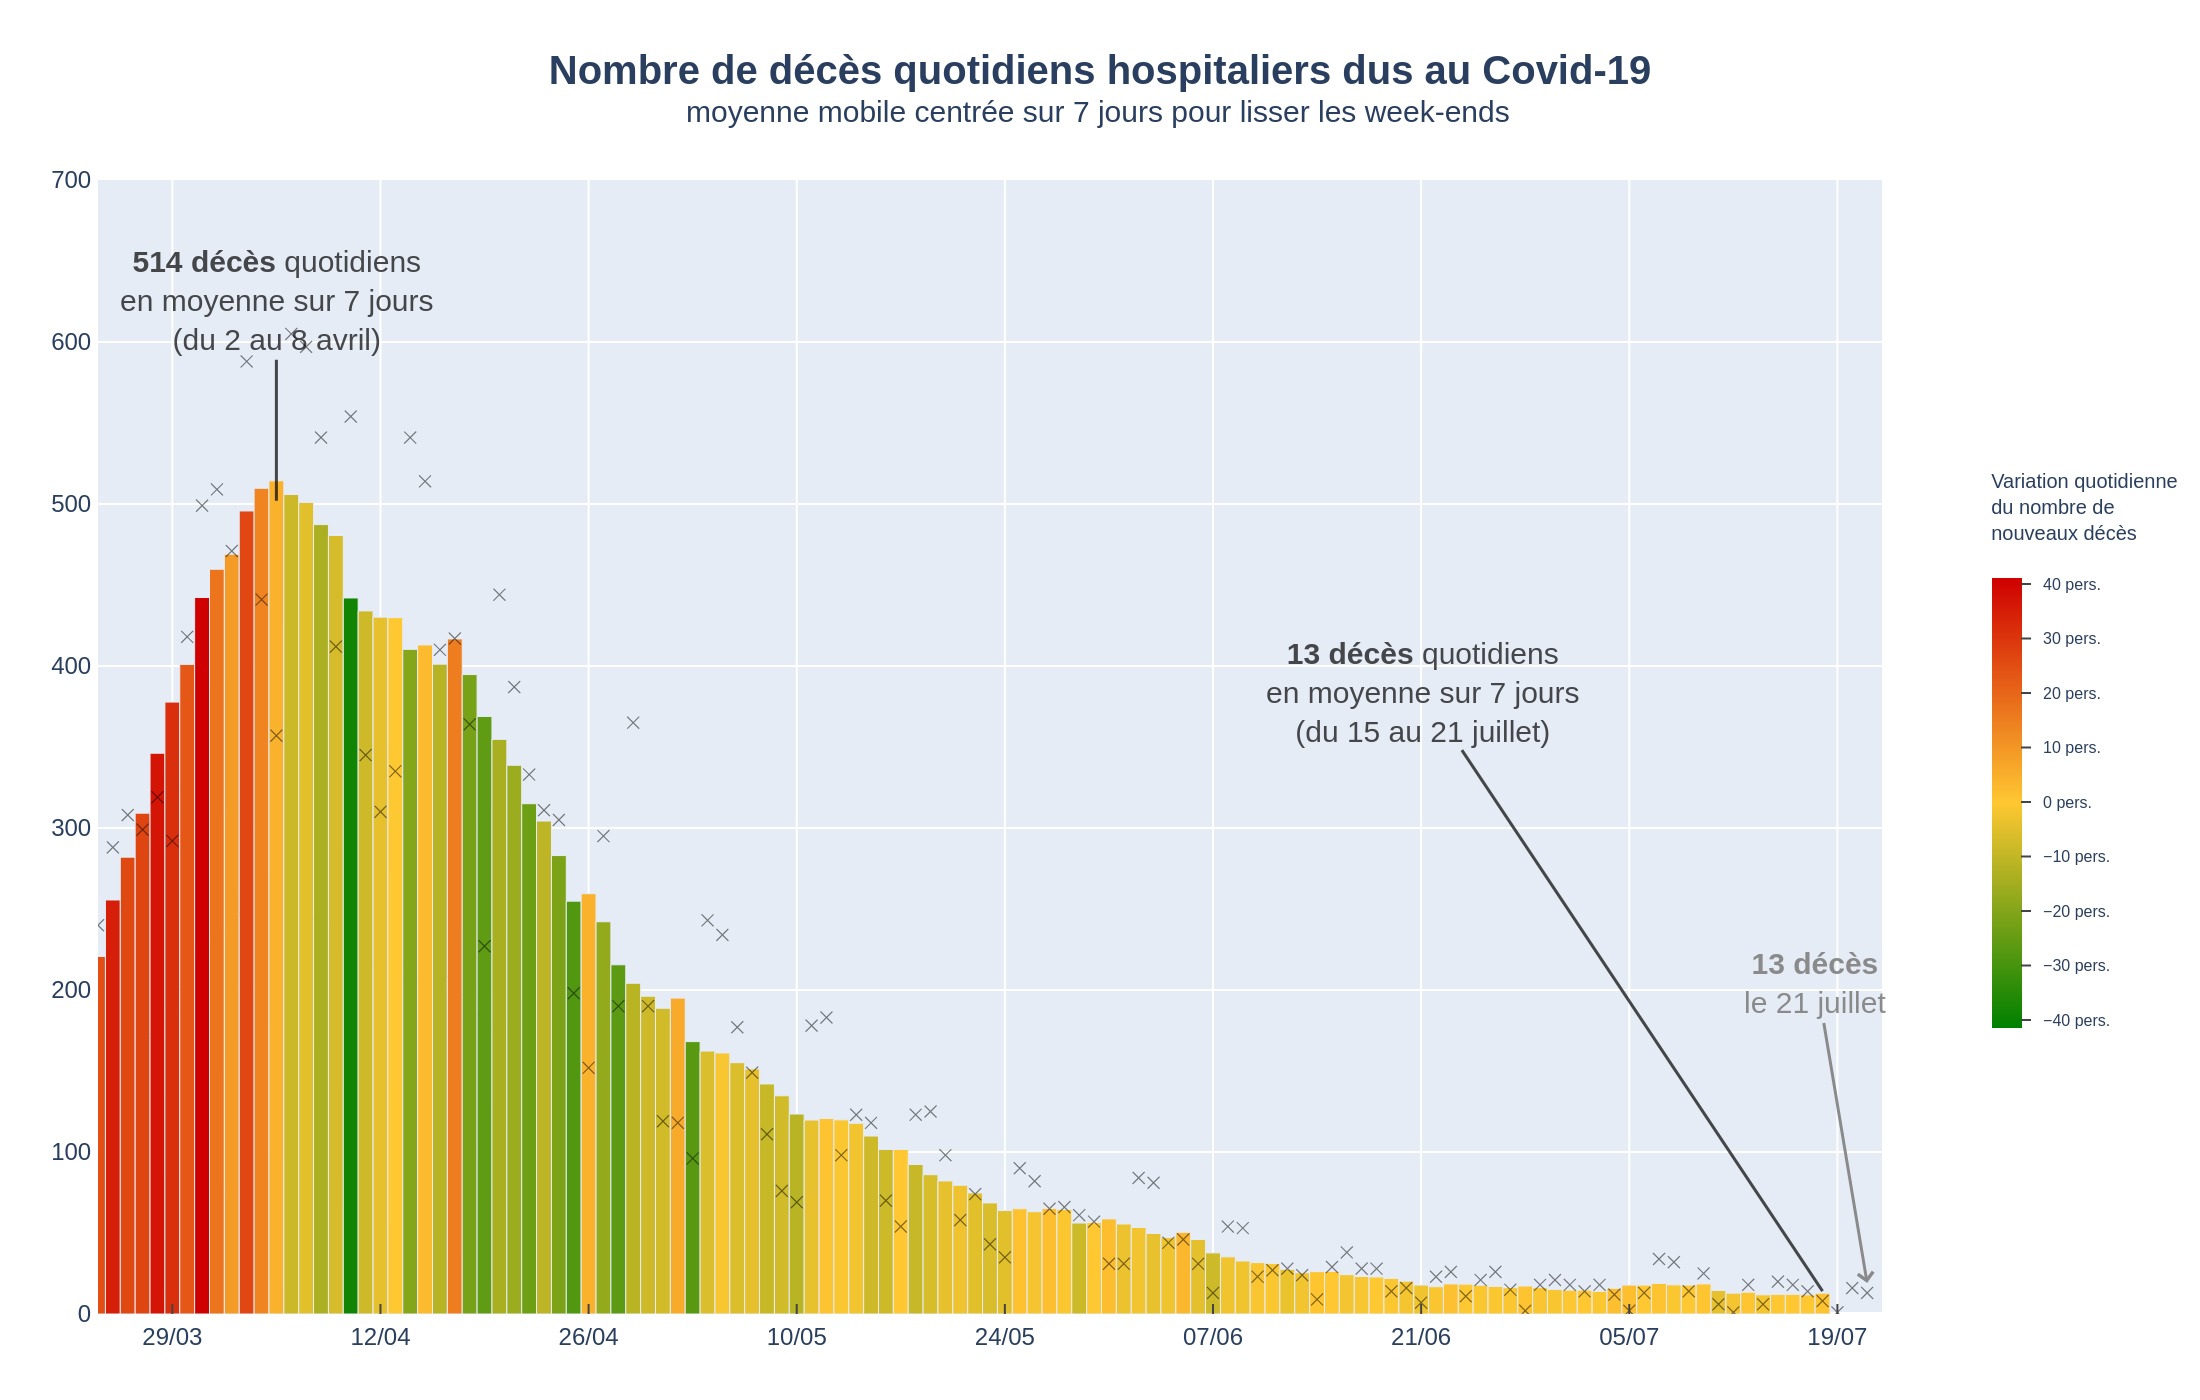 Nombre de décès quotidiens hospitaliers dus au Covid-19
moyenne mobile centrée sur 7 jours pour lisser les week-ends
700
600
500
400
300
200
100
0
514 décès quotidiens
en moyenne sur 7 jours
(du 2 au 8 avril)
13 décès quotidiens
en moyenne sur 7 jours
(du 15 au 21 juillet)
13 décès
le 21 juillet
29/03
12/04
26/04
10/05
24/05
07/06
21/06
05/07
19/07
Variation quotidienne
du nombre de
nouveaux décès
40 pers.
30 pers.
20 pers.
10 pers.
0 pers.
−10 pers.
−20 pers.
−30 pers.
−40 pers.